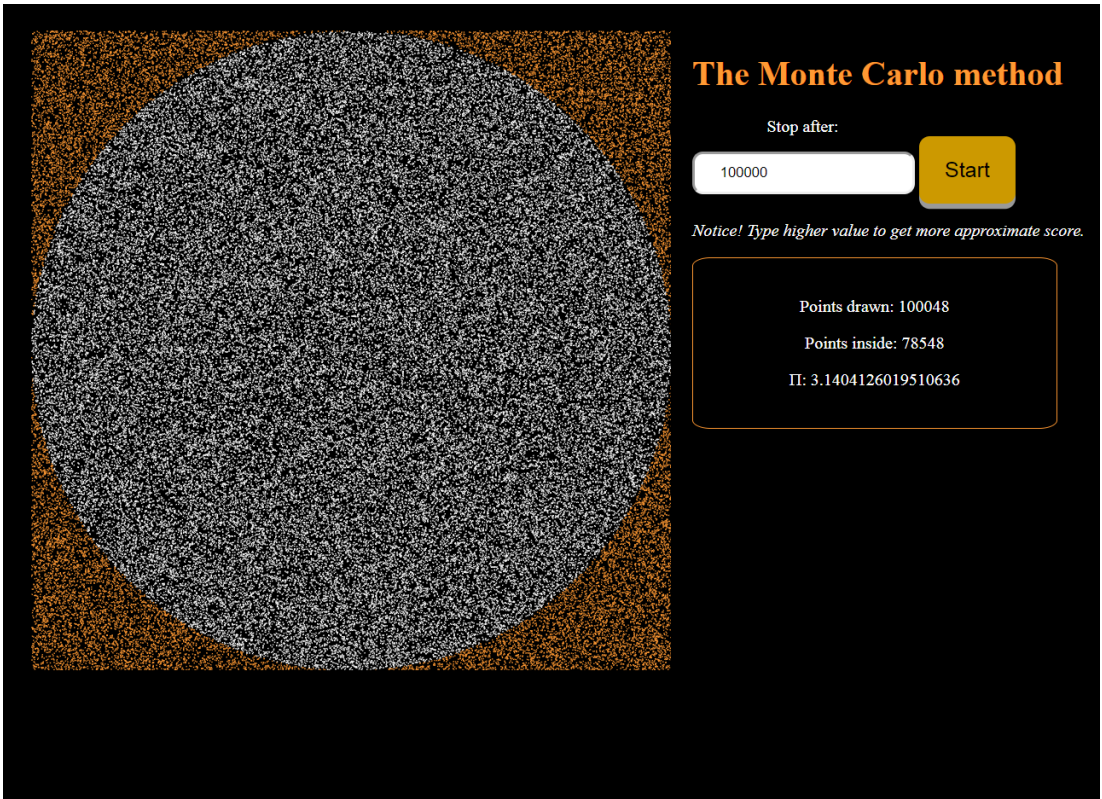 The Monte Carlo method
Stop after:
100000
Start
Notice! Type higher value to get more approximate score.
Points drawn: 100048
Points inside: 78548
Π: 3.1404126019510636